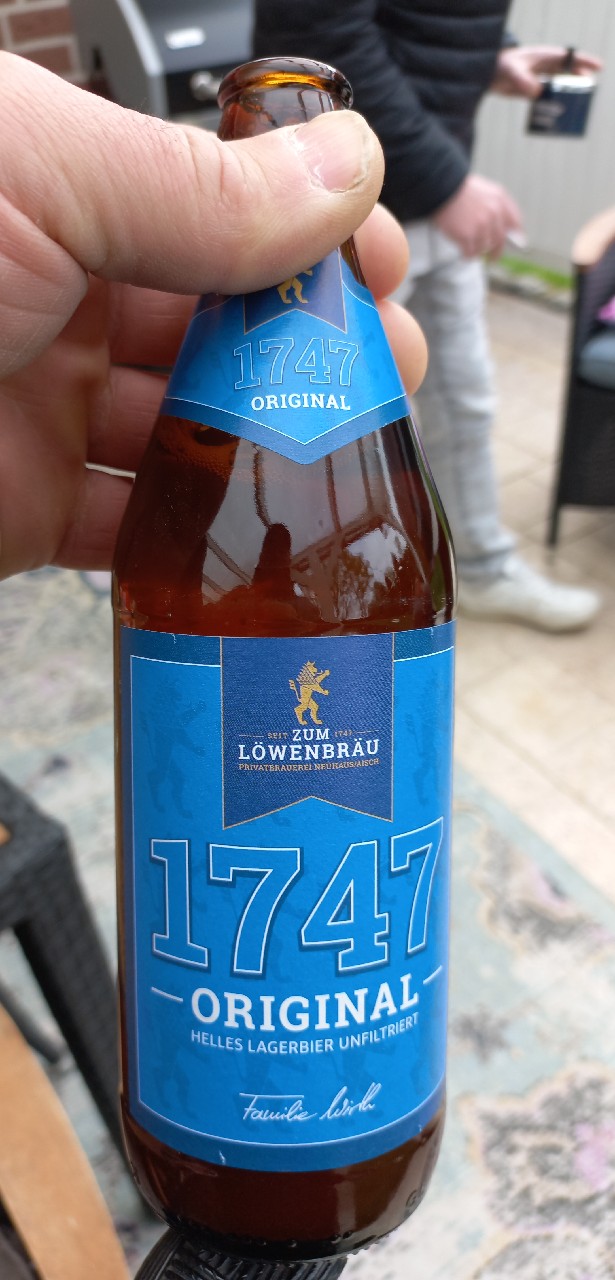 1747
ORIGINAL
SEIT ZUM 1747
LÖWENBRÄU
PRIVATBRAUEREI NEUHAUS/AISCH
1747
ORIGINAL
HELLES LAGERBIER UNFILTRIERT
Familie Wirth